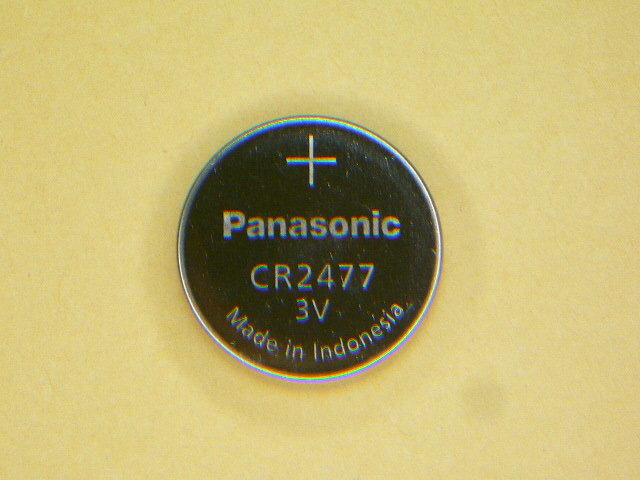 +
Panasonic
CR2477
3V
Made in Indonesia